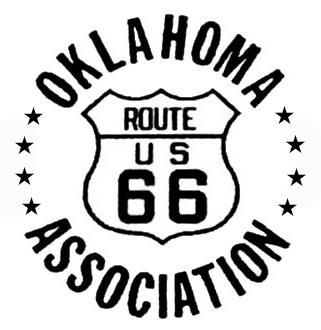 OKLAHOMA
ROUTE
US
66
ASSOCIATION